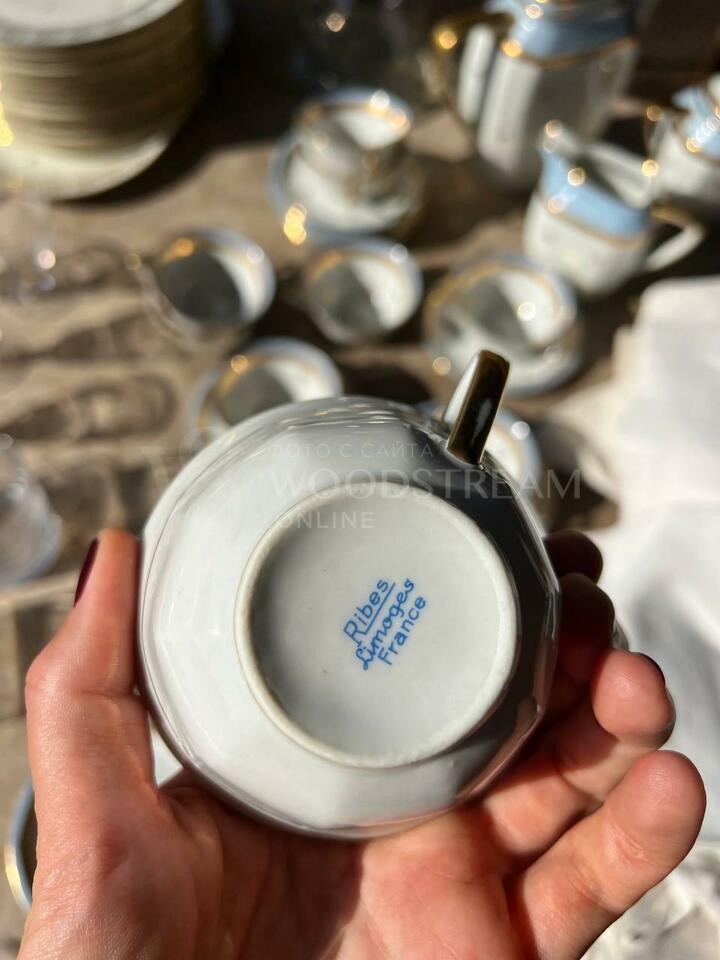 ФОТО С САЙТА
WOODSTREAM
ONLINE
Ribes
Limoges
France